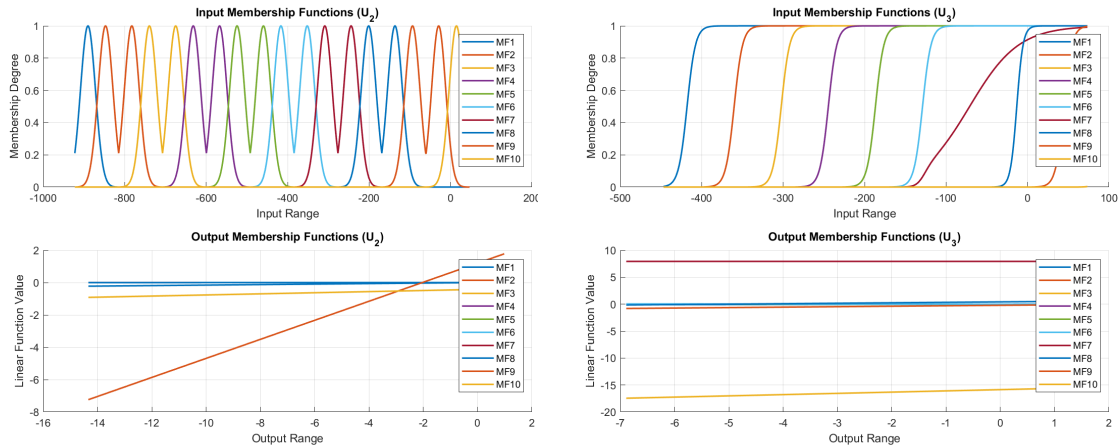 Input Membership Functions (U2)
Membership Degree
1
0.8
0.6
0.4
0.2
0
-1000
-800
-600
-400
-200
0
200
Input Range
MF1
MF2
MF3
MF4
MF5
MF6
MF7
MF8
MF9
MF10
Input Membership Functions (U3)
Membership Degree
1
0.8
0.6
0.4
0.2
0
-500
-400
-300
-200
-100
0
100
Input Range
MF1
MF2
MF3
MF4
MF5
MF6
MF7
MF8
MF9
MF10
Output Membership Functions (U2)
Linear Function Value
2
0
-2
-4
-6
-8
-16
-14
-12
-10
-8
-6
-4
-2
0
2
Output Range
MF1
MF2
MF3
MF4
MF5
MF6
MF7
MF8
MF9
MF10
Output Membership Functions (U3)
Linear Function Value
10
5
0
-5
-10
-15
-20
-7
-6
-5
-4
-3
-2
-1
0
1
2
Output Range
MF1
MF2
MF3
MF4
MF5
MF6
MF7
MF8
MF9
MF10